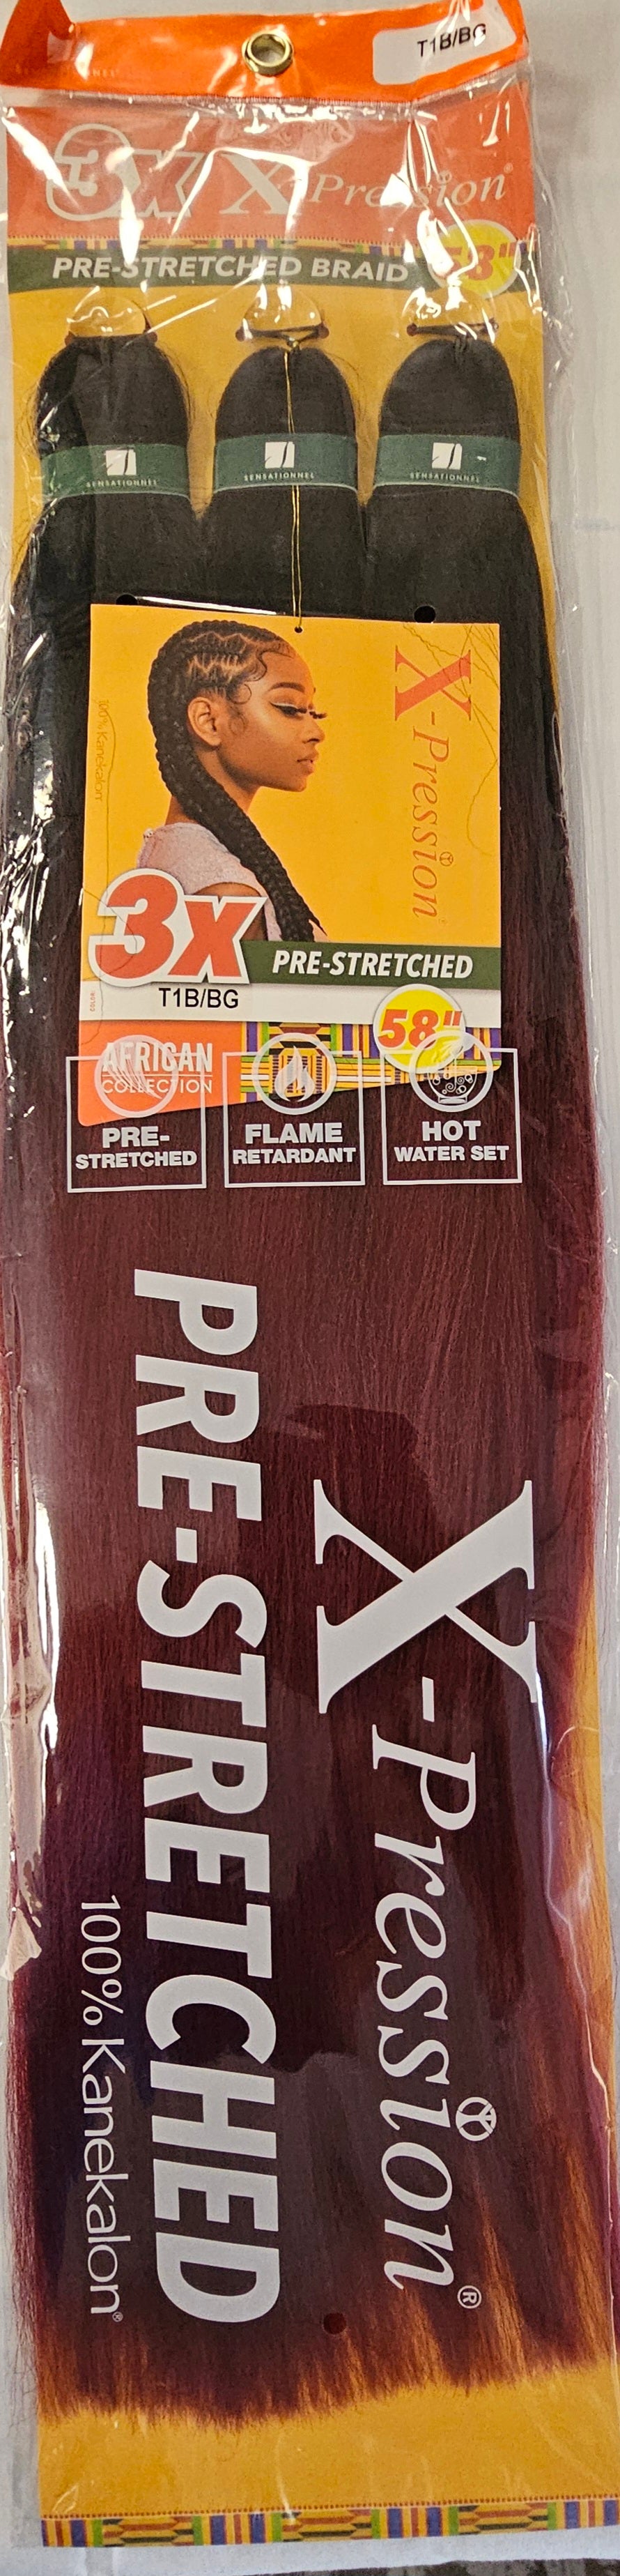 T1B/BG
3X X-Pression®
PRE-STRETCHED BRAID
58"
SENSATIONNEL
SENSATIONNEL
SENSATIONNEL
100% Kanekalon
X-Pression
3X
PRE-STRETCHED
T1B/BG
58"
AFRICAN
COLLECTION
PRE-
STRETCHED
FLAME
RETARDANT
HOT
WATER SET
X-Pression®
PRE-STRETCHED
100% Kanekalon®